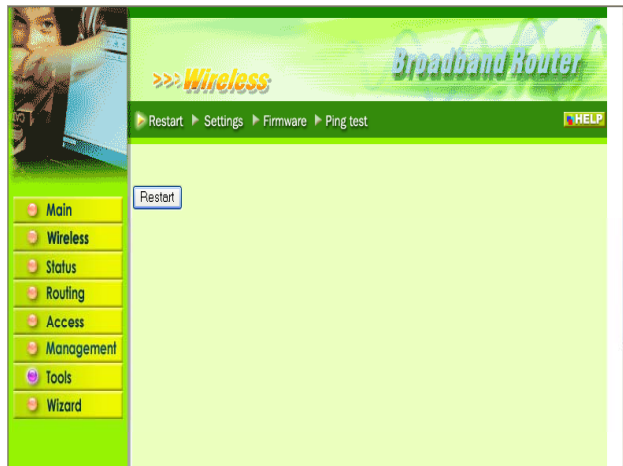 >>> Wireless
Broadband Router
Restart Settings Firmware Ping test
HELP
Restart
Main
Wireless
Status
Routing
Access
Management
Tools
Wizard